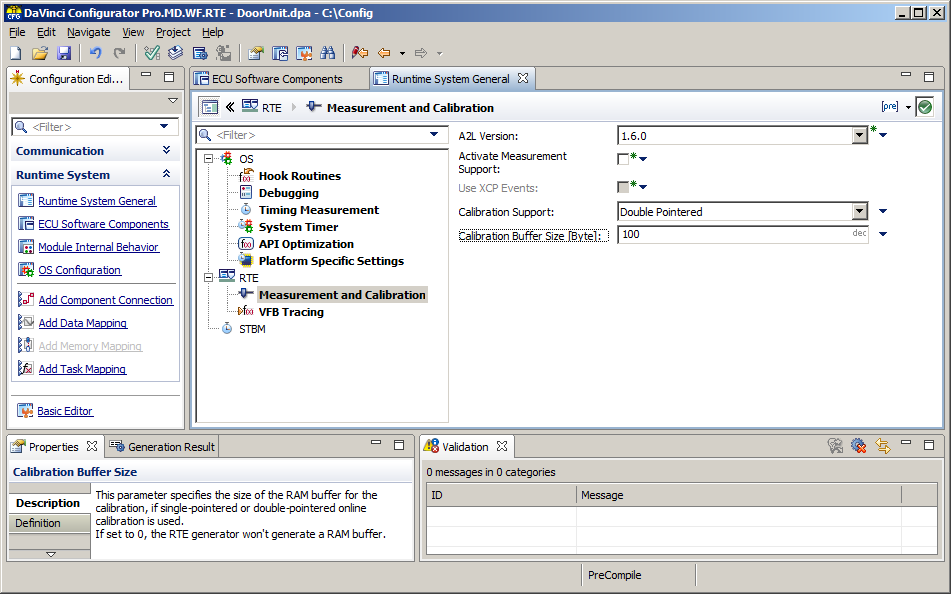 DaVinci Configurator Pro.MD.WF.RTE - DoorUnit.dpa - C:\Config
File Edit Navigate View Project Help
Configuration Edi...
<Filter>
Communication
Runtime System
Runtime System General
ECU Software Components
Module Internal Behavior
OS Configuration
Add Component Connection
Add Data Mapping
Add Memory Mapping
Add Task Mapping
Basic Editor
ECU Software Components
Runtime System General
RTE
Measurement and Calibration
[pre]
<Filter>
OS
Hook Routines
Debugging
Timing Measurement
System Timer
API Optimization
Platform Specific Settings
RTE
Measurement and Calibration
VFB Tracing
STBM
A2L Version:
1.6.0
Activate Measurement
Support:
Use XCP Events:
Calibration Support:
Double Pointered
Calibration Buffer Size [Byte]:
100
dec
Properties
Generation Result
Calibration Buffer Size
Description
Definition
This parameter specifies the size of the RAM buffer for the
calibration, if single-pointered or double-pointered online
calibration is used.
If set to 0, the RTE generator won't generate a RAM buffer.
Validation
0 messages in 0 categories
ID
Message
PreCompile